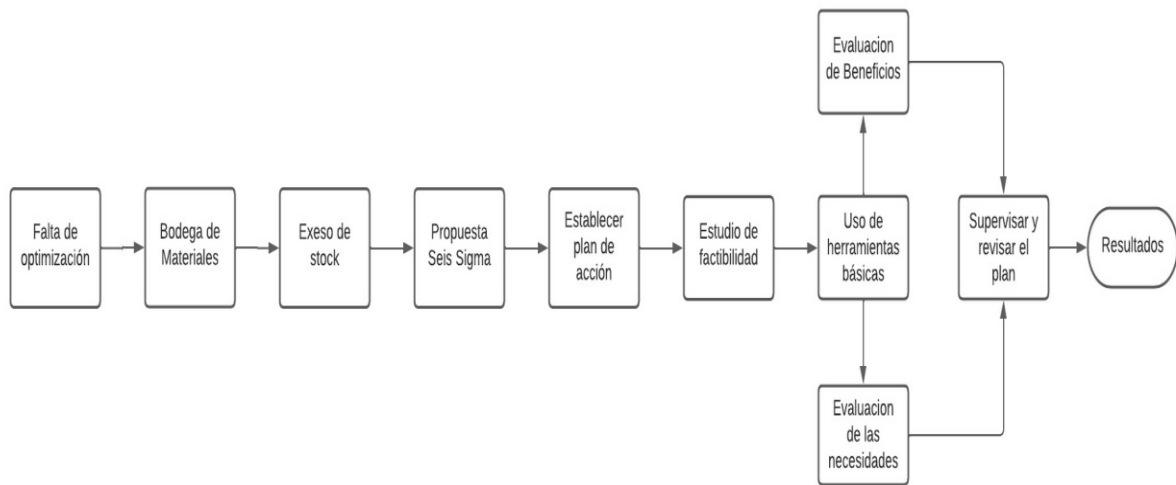 Falta de
optimización
Bodega de
Materiales
Exeso de
stock
Propuesta
Seis Sigma
Establecer
plan de
acción
Estudio de
factibilidad
Uso de
herramientas
básicas
Evaluacion
de Beneficios
Evaluacion
de las
necesidades
Supervisar y
revisar el
plan
Resultados